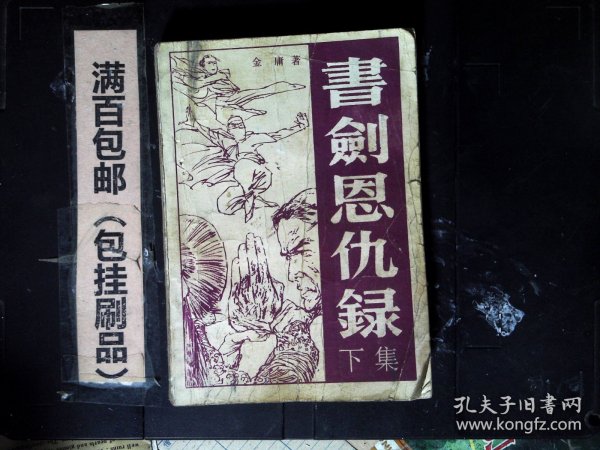 满百包邮
（包挂刷品）
金庸著
書劍恩仇録
下集
孔夫子旧書网
www.kongfz.com